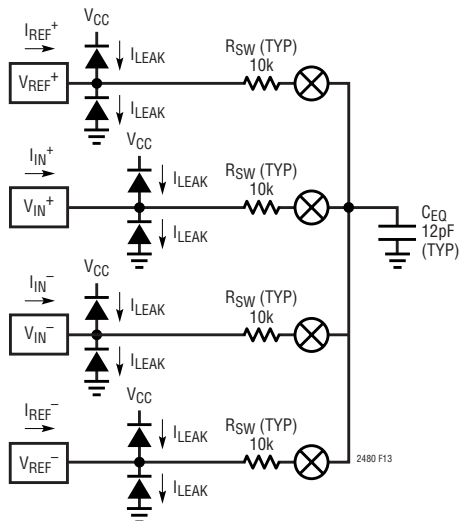 V_CC
I_REF⁺
I_LEAK
R_SW (TYP)
10k
V_REF⁺
I_LEAK
V_CC
I_IN⁺
I_LEAK
R_SW (TYP)
10k
V_IN⁺
I_LEAK
C_EQ
12pF
(TYP)
V_CC
I_IN⁻
I_LEAK
R_SW (TYP)
10k
V_IN⁻
I_LEAK
V_CC
I_REF⁻
I_LEAK
R_SW (TYP)
10k
2480 F13
V_REF⁻
I_LEAK